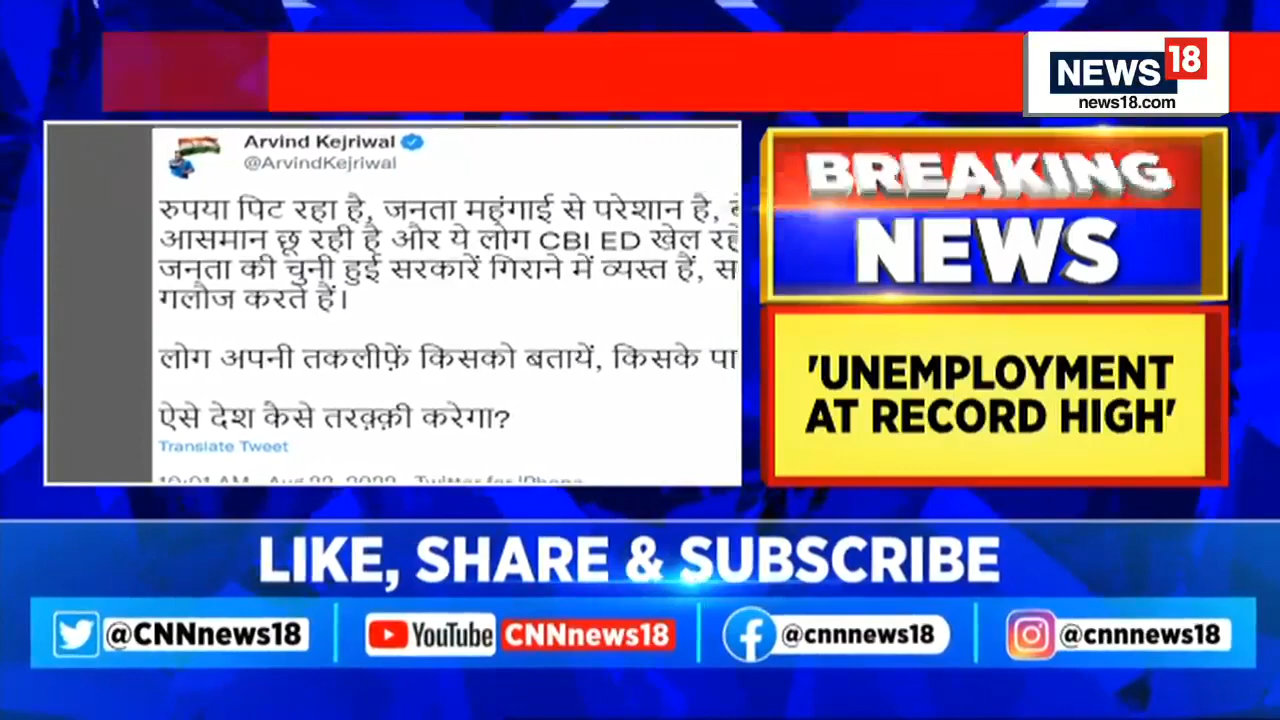 NEWS 18
news18.com
Arvind Kejriwal
@ArvindKejriwal
रुपया पिट रहा है, जनता महंगाई से परेशान है,
आसमान छू रही है और ये लोग CBI ED खेल
जनता की चुनी हुई सरकारें गिराने में व्यस्त हैं,
गलौज करते हैं।
लोग अपनी तकलीफ़ें किसको बतायें, किसके
ऐसे देश कैसे तरक़्क़ी करेगा?
Translate Tweet
BREAKING
NEWS
'UNEMPLOYMENT
AT RECORD HIGH'
LIKE, SHARE & SUBSCRIBE
@CNNnews18
YouTube CNNnews18
@cnnnews18
@cnnnews18